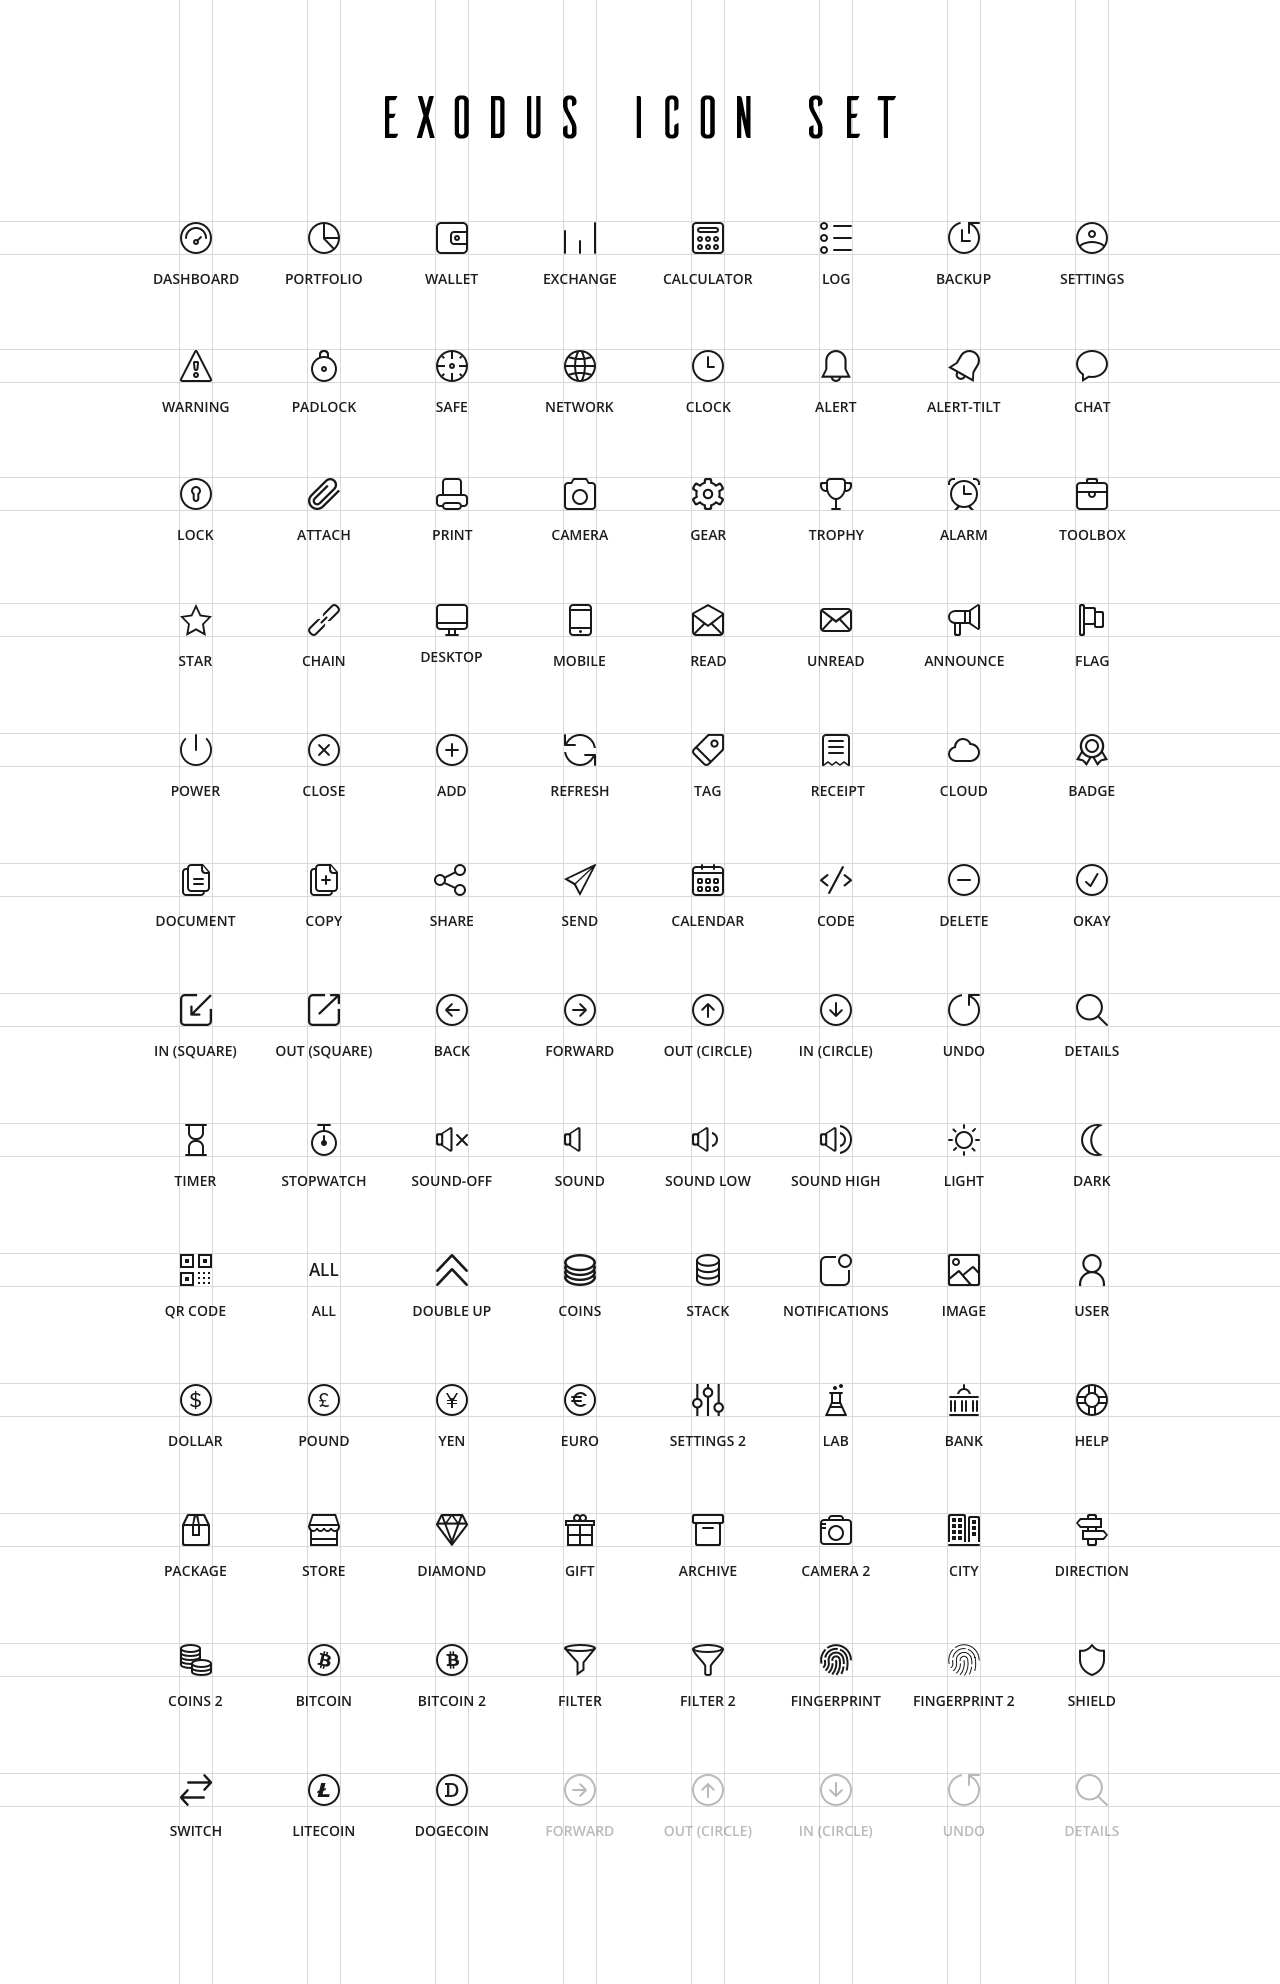 EXODUS ICON SET
DASHBOARD PORTFOLIO WALLET EXCHANGE CALCULATOR LOG BACKUP SETTINGS
WARNING PADLOCK SAFE NETWORK CLOCK ALERT ALERT-TILT CHAT
LOCK ATTACH PRINT CAMERA GEAR TROPHY ALARM TOOLBOX
STAR CHAIN DESKTOP MOBILE READ UNREAD ANNOUNCE FLAG
POWER CLOSE ADD REFRESH TAG RECEIPT CLOUD BADGE
DOCUMENT COPY SHARE SEND CALENDAR CODE DELETE OKAY
IN (SQUARE) OUT (SQUARE) BACK FORWARD OUT (CIRCLE) IN (CIRCLE) UNDO DETAILS
TIMER STOPWATCH SOUND-OFF SOUND SOUND LOW SOUND HIGH LIGHT DARK
ALL
QR CODE ALL DOUBLE UP COINS STACK NOTIFICATIONS IMAGE USER
$ £ ¥ €
DOLLAR POUND YEN EURO SETTINGS 2 LAB BANK HELP
PACKAGE STORE DIAMOND GIFT ARCHIVE CAMERA 2 CITY DIRECTION
COINS 2 BITCOIN BITCOIN 2 FILTER FILTER 2 FINGERPRINT FINGERPRINT 2 SHIELD
SWITCH LITECOIN DOGECOIN FORWARD OUT (CIRCLE) IN (CIRCLE) UNDO DETAILS